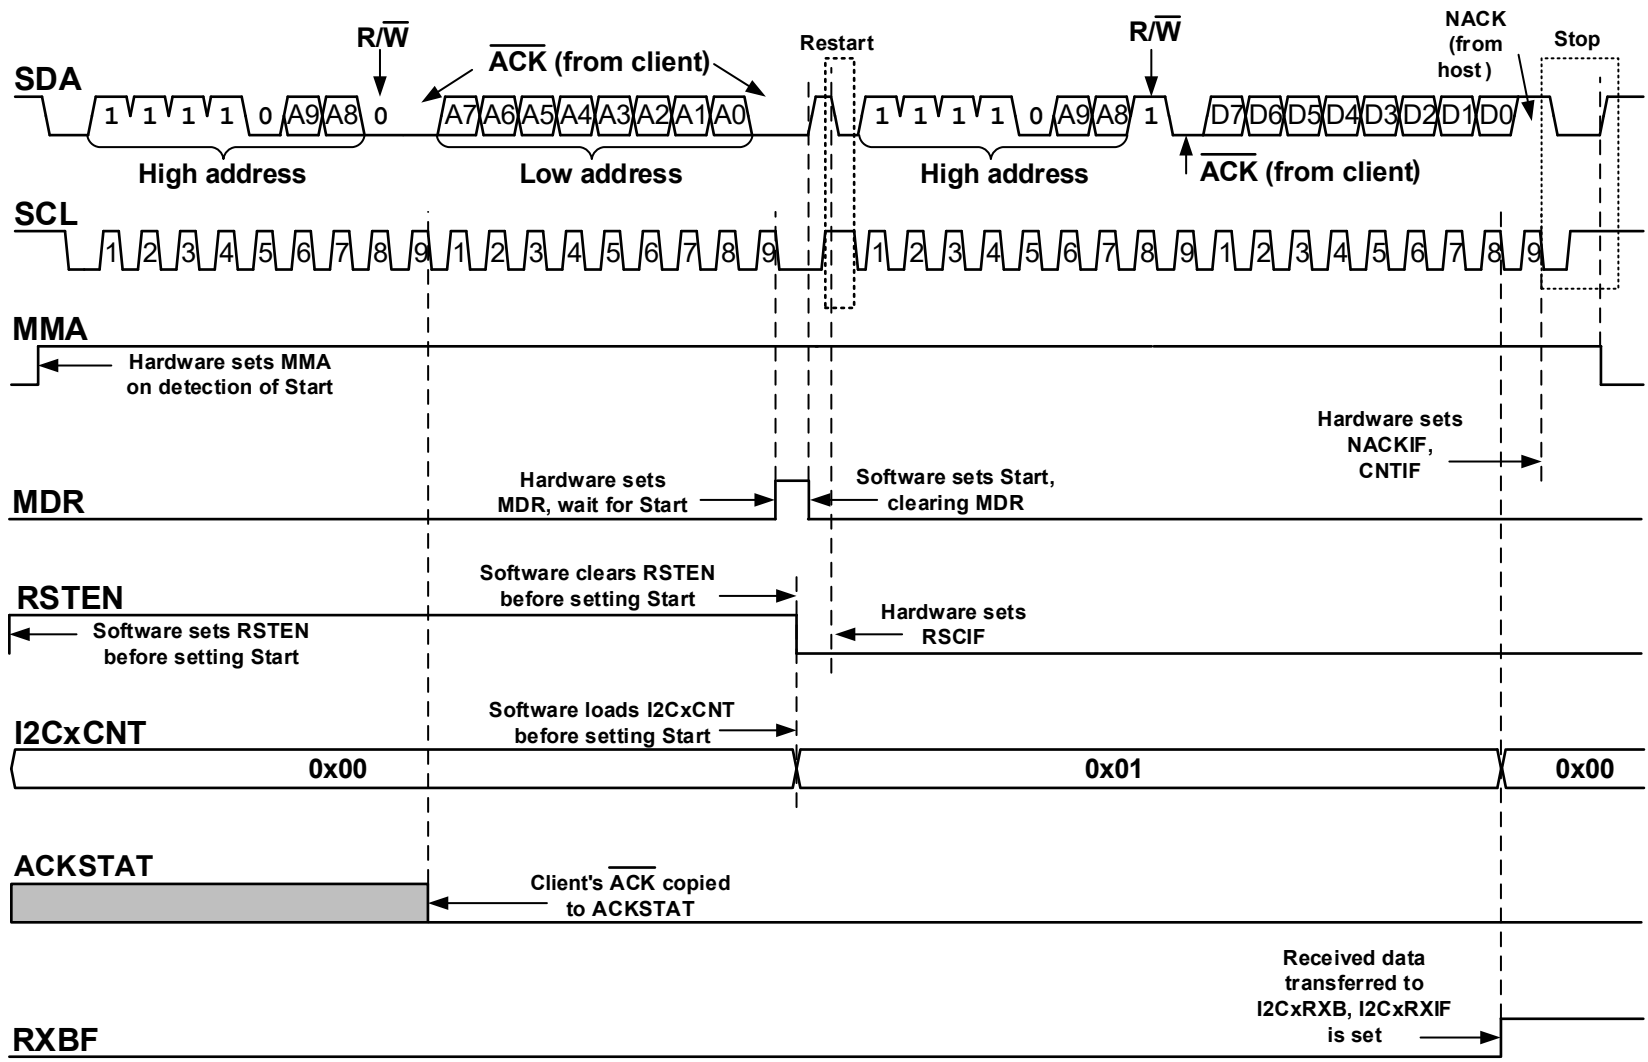 R/W
ACK (from client)
Restart
R/W
NACK
(from
host )
Stop
SDA
1 1 1 1 0 A9 A8 0 A7 A6 A5 A4 A3 A2 A1 A0 1 1 1 1 0 A9 A8 1 D7 D6 D5 D4 D3 D2 D1 D0
High address
Low address
High address
ACK (from client)
SCL
1 2 3 4 5 6 7 8 9 1 2 3 4 5 6 7 8 9 1 2 3 4 5 6 7 8 9 1 2 3 4 5 6 7 8 9
MMA
Hardware sets MMA
on detection of Start
Hardware sets
NACKIF,
CNTIF
MDR
Hardware sets
MDR, wait for Start
Software sets Start,
clearing MDR
RSTEN
Software sets RSTEN
before setting Start
Software clears RSTEN
before setting Start
Hardware sets
RSCIF
I2CxCNT
Software loads I2CxCNT
before setting Start
0x00
0x01
0x00
ACKSTAT
Client's ACK copied
to ACKSTAT
Received data
transferred to
I2CxRXB, I2CxRXIF
is set
RXBF